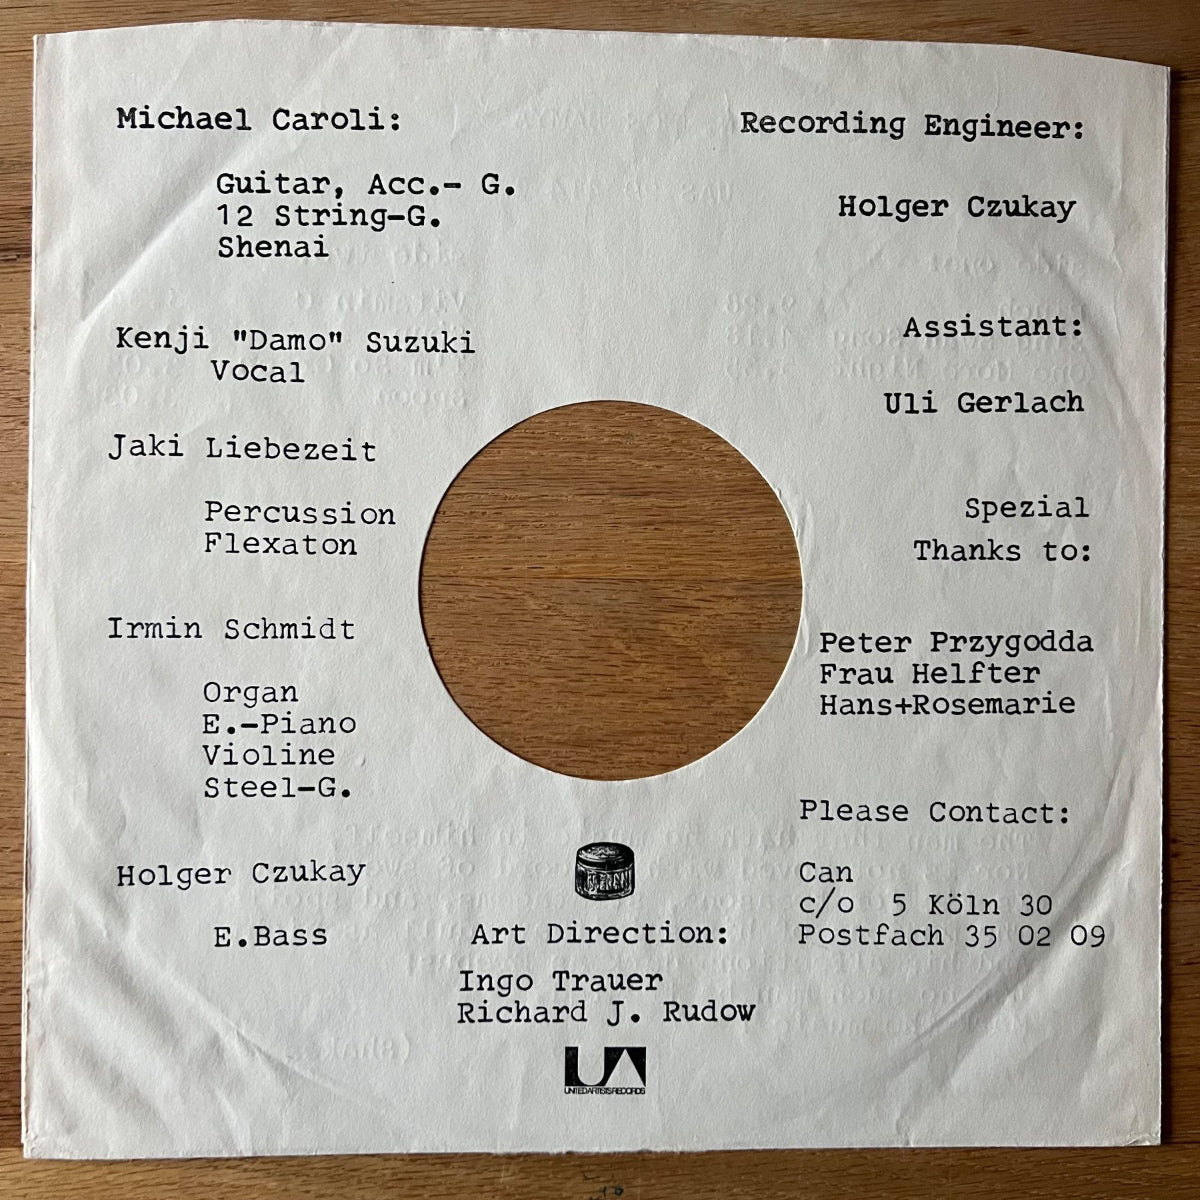 Michael Caroli:
Guitar, Acc.- G.
12 String-G.
Shenai
Kenji "Damo" Suzuki
Vocal
Jaki Liebezeit
Percussion
Flexaton
Irmin Schmidt
Organ
E.-Piano
Violine
Steel-G.
Holger Czukay
E.Bass
Recording Engineer:
Holger Czukay
Assistant:
Uli Gerlach
Spezial
Thanks to:
Peter Przygodda
Frau Helfter
Hans+Rosemarie
Please Contact:
Can
c/o 5 Köln 30
Postfach 35 02 09
Art Direction:
Ingo Trauer
Richard J. Rudow
UA
UNITED ARTISTS RECORDS